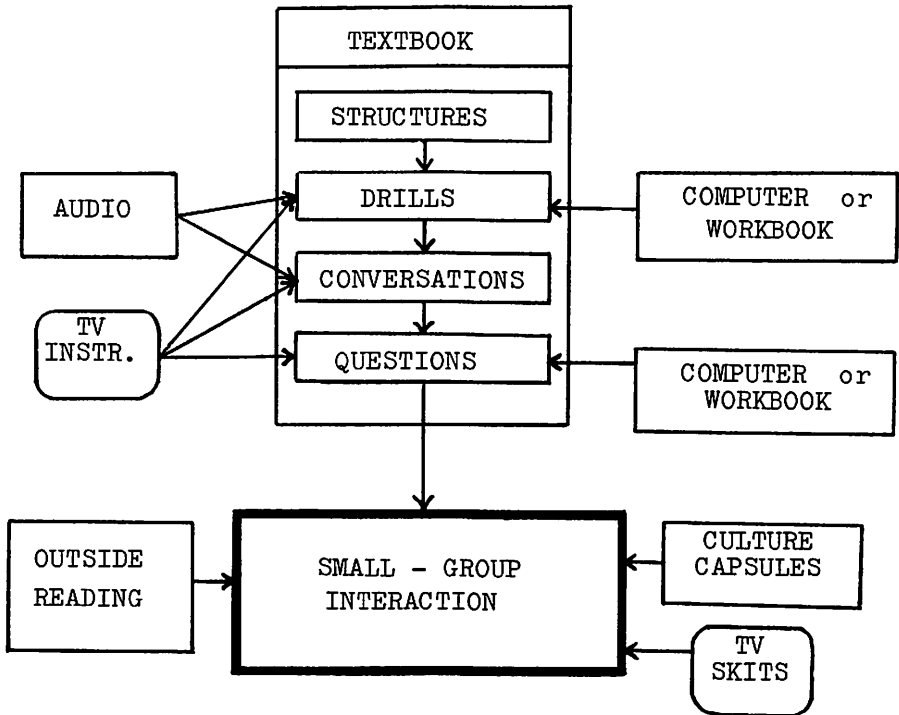 TEXTBOOK
STRUCTURES
DRILLS
AUDIO
COMPUTER or
WORKBOOK
CONVERSATIONS
TV
INSTR.
QUESTIONS
COMPUTER or
WORKBOOK
OUTSIDE
READING
SMALL - GROUP
INTERACTION
CULTURE
CAPSULES
TV
SKITS